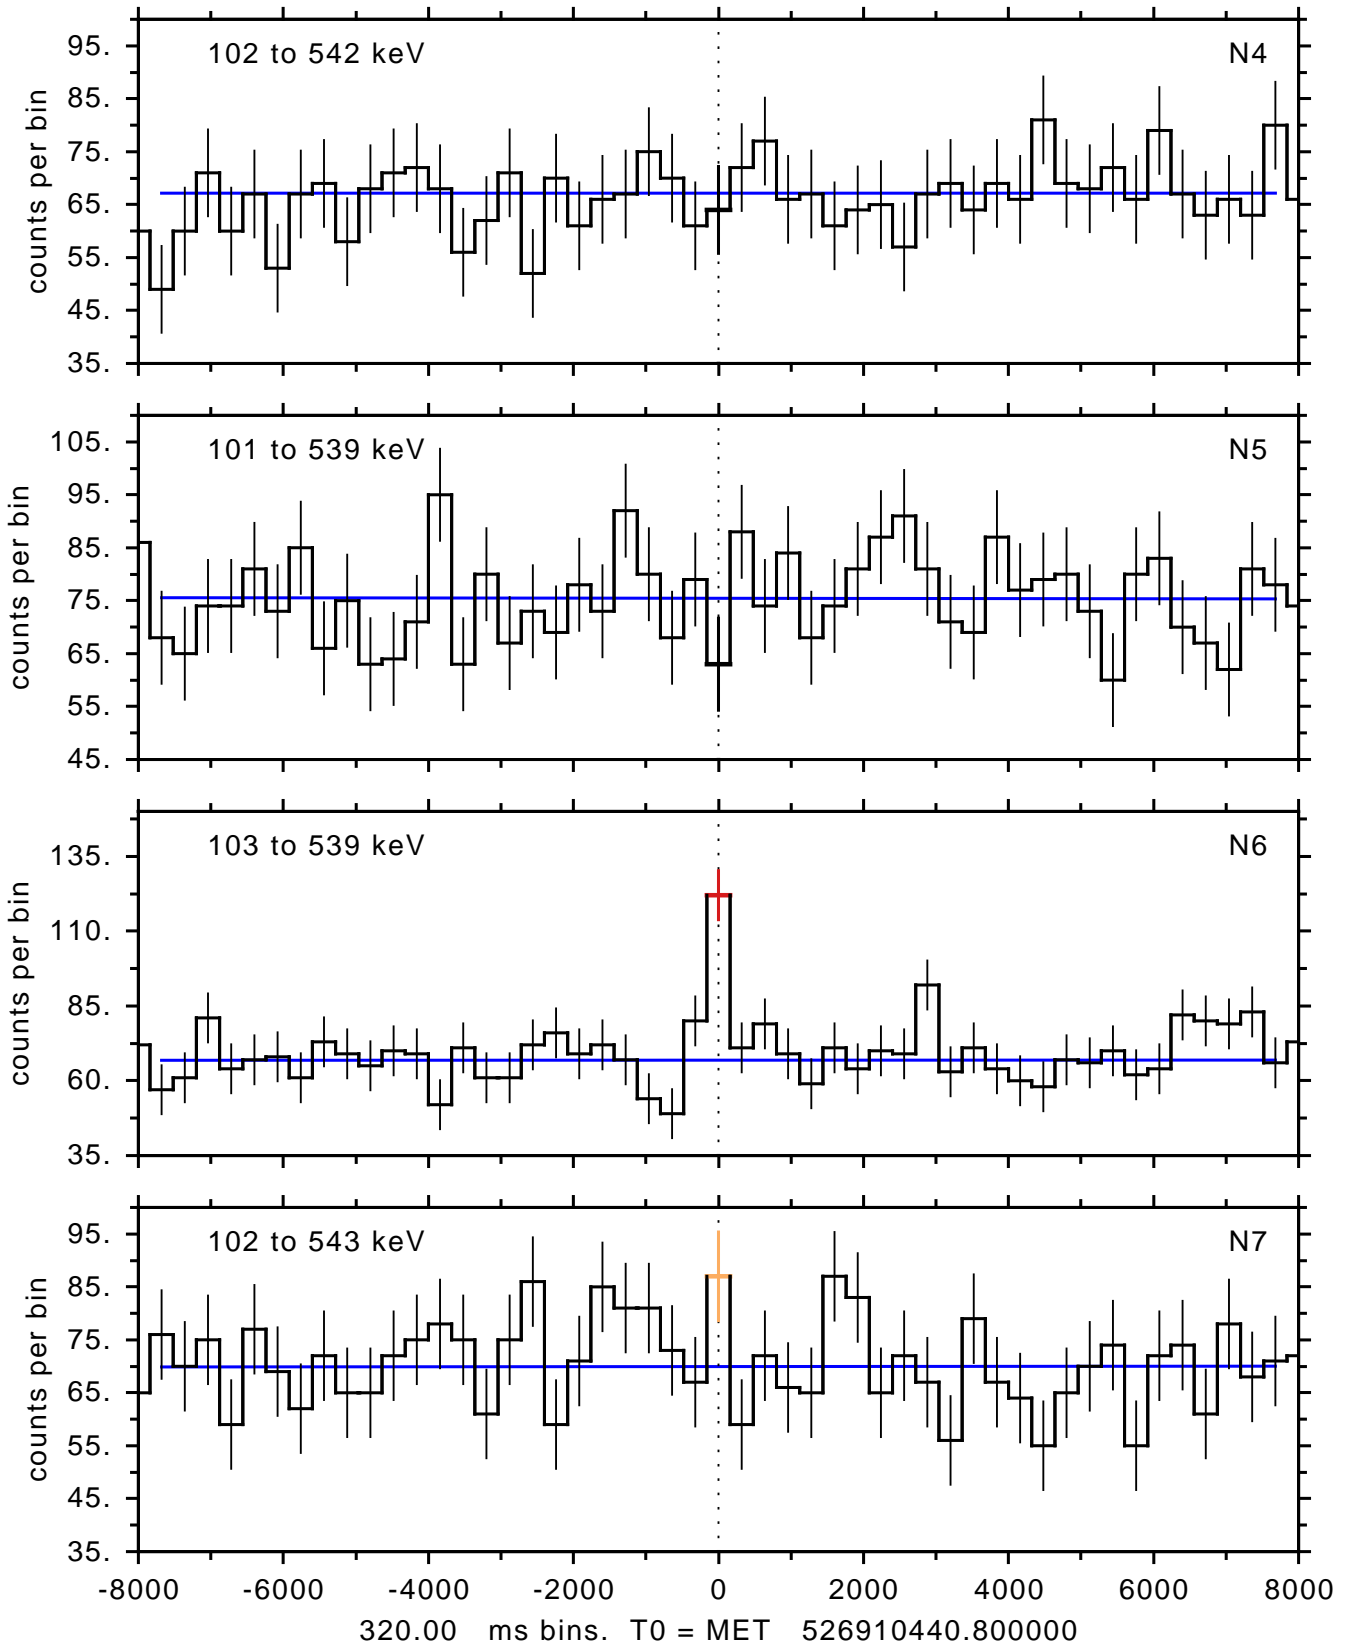 102 to 542 keV N4
95.
85.
75.
65.
55.
45.
35.
counts per bin
101 to 539 keV N5
105.
95.
85.
75.
65.
55.
45.
counts per bin
103 to 539 keV N6
135.
110.
85.
60.
35.
counts per bin
102 to 543 keV N7
95.
85.
75.
65.
55.
45.
35.
counts per bin
-8000 -6000 -4000 -2000 0 2000 4000 6000 8000
320.00 ms bins. T0 = MET 526910440.800000